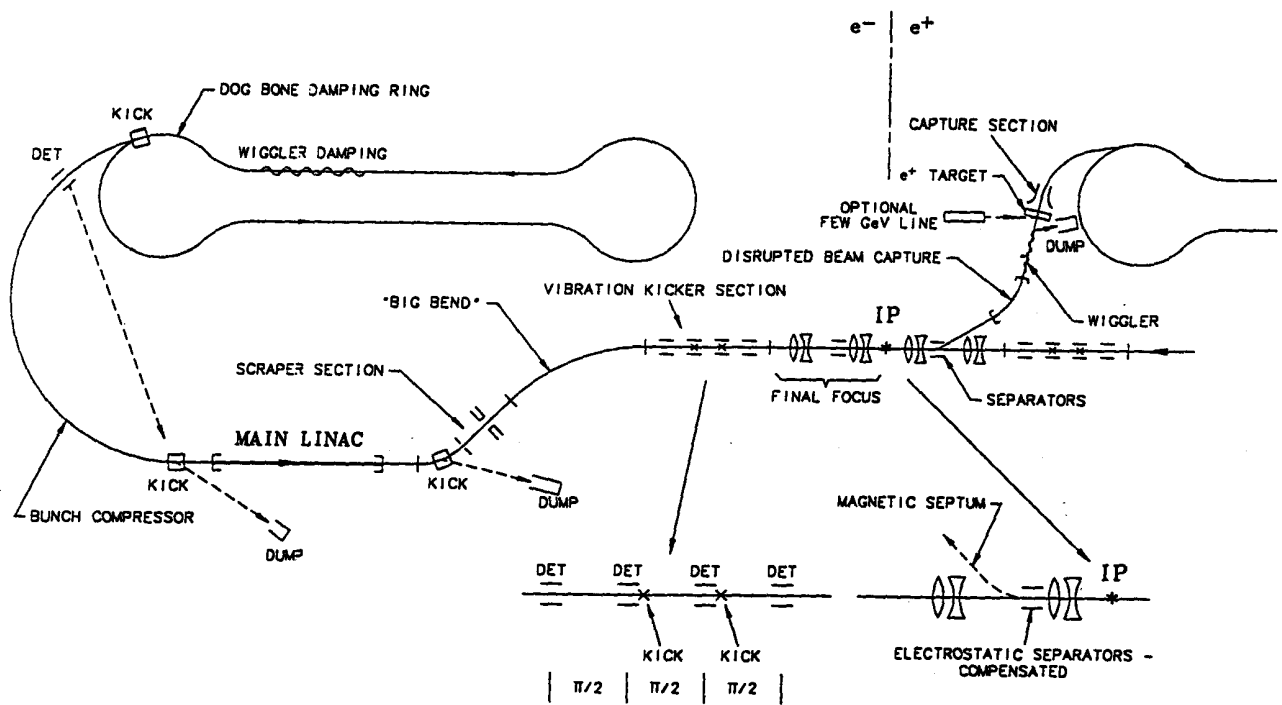 e⁻ e⁺
DOG BONE DAMPING RING
KICK
CAPTURE SECTION
DET
WIGGLER DAMPING
e⁺ TARGET
OPTIONAL
FEW GeV LINE
DUMP
DISRUPTED BEAM CAPTURE
VIBRATION KICKER SECTION
"BIG BEND"
IP
WIGGLER
SCRAPER SECTION
FINAL FOCUS
SEPARATORS
MAIN LINAC
KICK
KICK
DUMP
BUNCH COMPRESSOR
DUMP
MAGNETIC SEPTUM
DET DET DET DET
IP
KICK KICK
ELECTROSTATIC SEPARATORS -
COMPENSATED
π/2 π/2 π/2